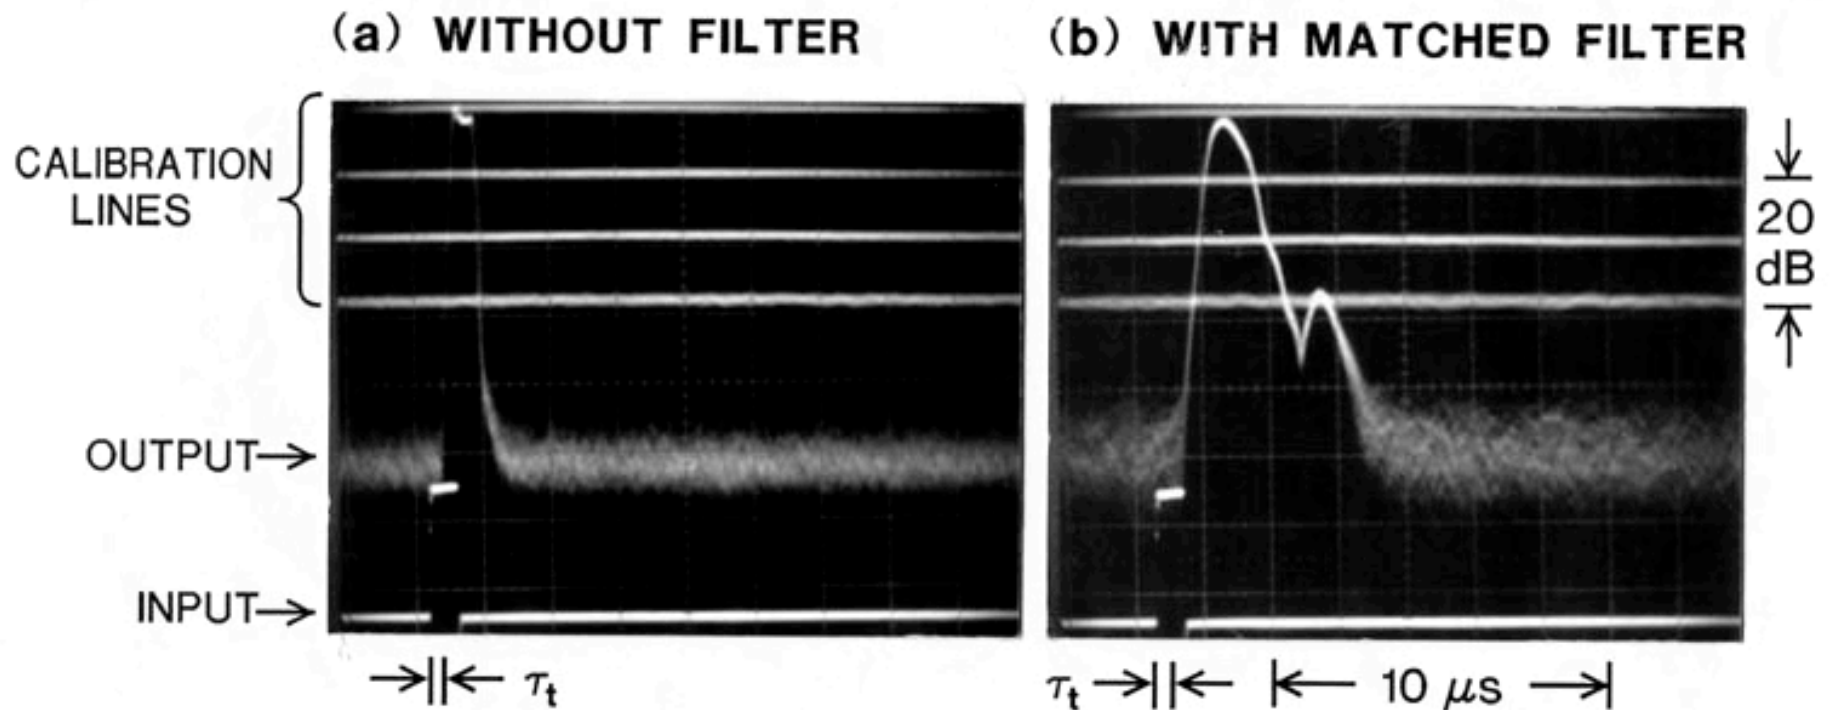 (a) WITHOUT FILTER
(b) WITH MATCHED FILTER
CALIBRATION
LINES
20
dB
OUTPUT
INPUT
τt
τt
10 μs